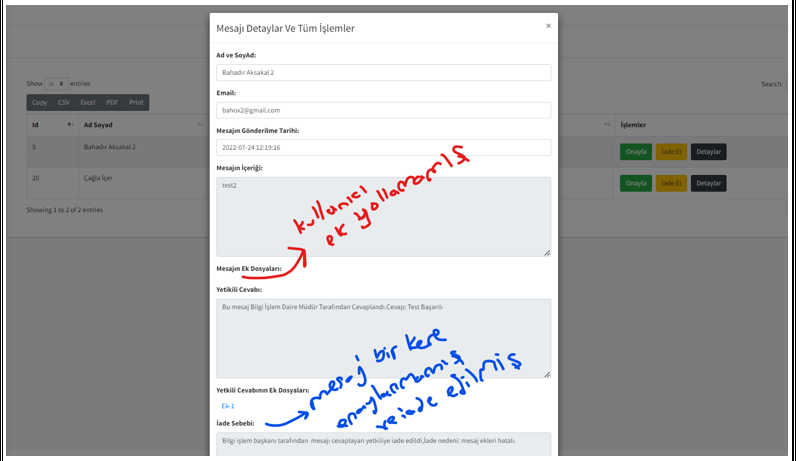 Mesajı Detaylar Ve Tüm İşlemler
×
Ad ve SoyAd:
Bahadır Aksakal 2
Email:
bahox2@gmail.com
Mesajın Gönderilme Tarihi:
2022-07-24 12:19:16
Mesajın İçeriği:
test2
kullanıcı
ek yollamamış
Mesajın Ek Dosyaları:
Yetikili Cevabı:
Bu mesaj Bilgi İşlem Daire Müdür Tarafından Cevaplandı.Cevap: Test Başarılı
mesaj bir kere
onaylanmamış
ve iade edilmiş
Yetkili Cevabının Ek Dosyaları:
Ek-1
İade Sebebi:
Bilgi işlem başkanı tarafından mesajı cevaplayan yetkiliye iade edildi,İade nedeni: mesaj ekleri hatalı.
Show 10 entries
Search:
Copy CSV Excel PDF Print
Id Ad Soyad İşlemler
5 Bahadır Aksakal 2 Onayla İade Et Detaylar
20 Çağla İçer Onayla İade Et Detaylar
Showing 1 to 2 of 2 entries